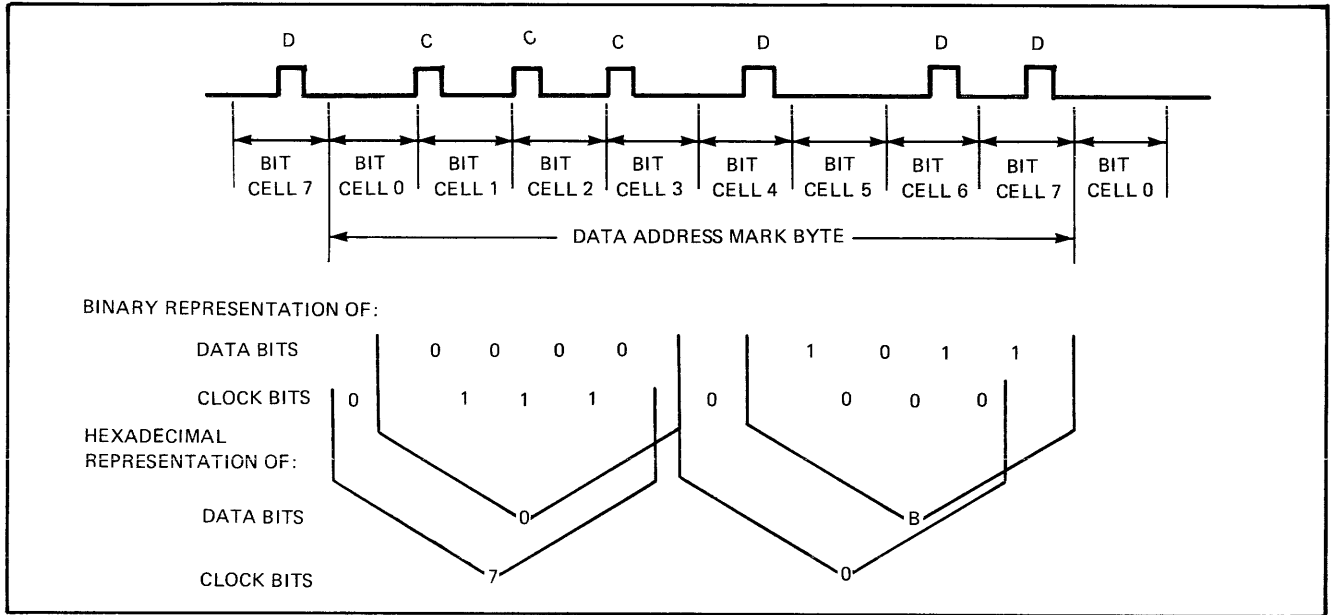 D C C C D D D
BIT CELL 7 BIT CELL 0 BIT CELL 1 BIT CELL 2 BIT CELL 3 BIT CELL 4 BIT CELL 5 BIT CELL 6 BIT CELL 7 BIT CELL 0
DATA ADDRESS MARK BYTE
BINARY REPRESENTATION OF:
DATA BITS 0 0 0 0 1 0 1 1
CLOCK BITS 0 1 1 1 0 0 0 0
HEXADECIMAL
REPRESENTATION OF:
DATA BITS 0 B
CLOCK BITS 7 0